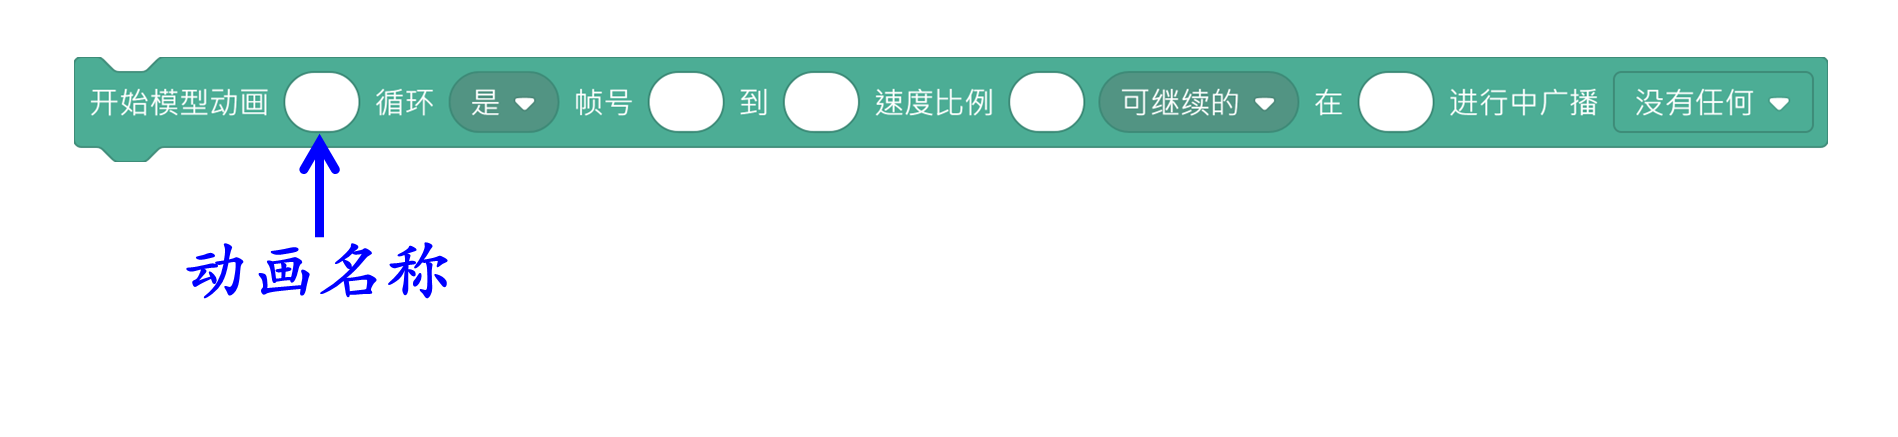 开始模型动画 循环 是 帧号 到 速度比例 可继续的 在 进行中广播 没有任何
动画名称